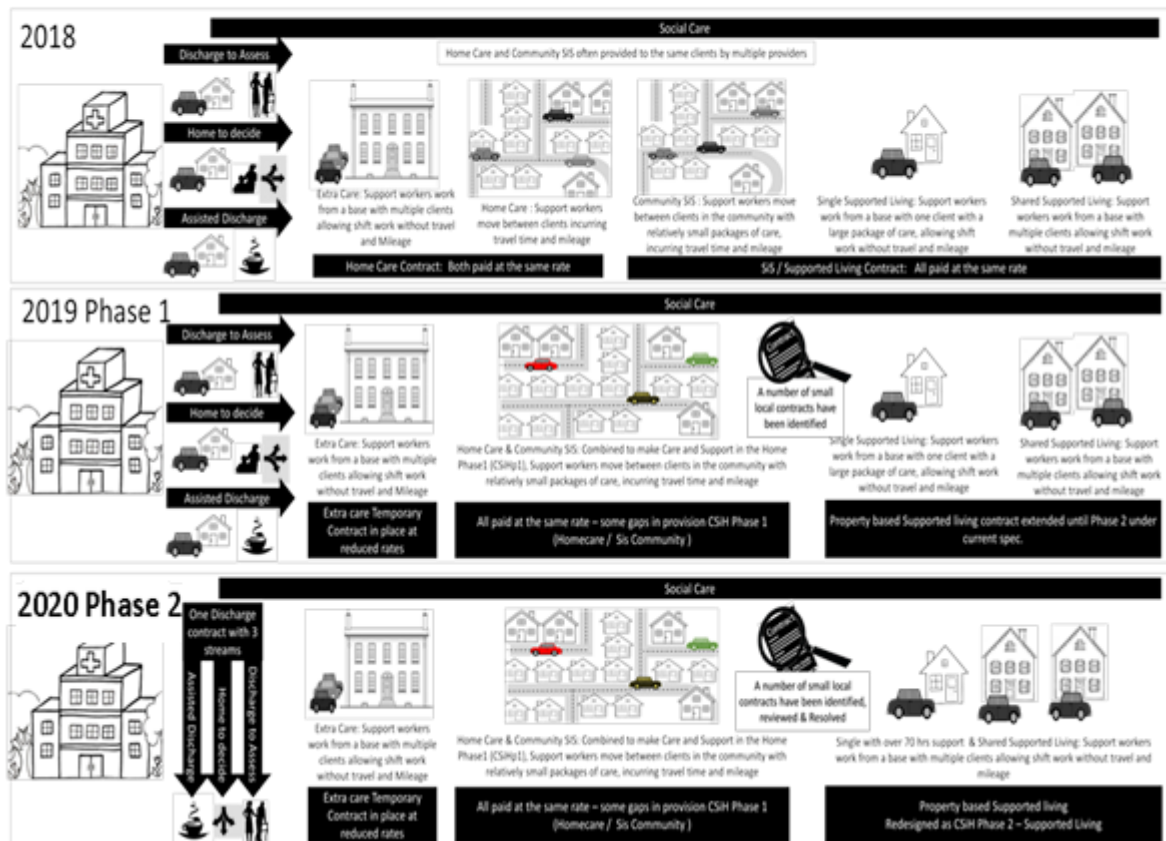 2018
Social Care
Discharge to Assess
Home Care and Community SIS often provided to the same clients by multiple providers
Home to decide
Assisted Discharge
Extra Care: Support workers work
from a base with multiple clients
allowing shift work without travel
and Mileage
Home Care : Support workers
move between clients incurring
travel time and mileage
Community SIS : Support workers move
between clients in the community with
relatively small packages of care,
incurring travel time and mileage
Single Supported Living: Support workers
work from a base with one client with a
large package of care, allowing shift
work without travel and mileage
Shared Supported Living: Support
workers work from a base with
multiple clients allowing shift work
without travel and mileage
Home Care Contract: Both paid at the same rate
SIS / Supported Living Contract: All paid at the same rate
2019 Phase 1
Social Care
Discharge to Assess
Home to decide
Assisted Discharge
Extra Care: Support workers
work from a base with multiple
clients allowing shift work
without travel and Mileage
Home Care & Community SIS: Combined to make Care and Support in the Home
Phase1 (CSiHp1), Support workers move between clients in the community with
relatively small packages of care, incurring travel time and mileage
Contract
A number of small
local contracts have
been identified
Single Supported Living: Support workers
work from a base with one client with a
large package of care, allowing shift work
without travel and mileage
Shared Supported Living: Support
workers work from a base with
multiple clients allowing shift work
without travel and mileage
Extra care Temporary
Contract in place at
reduced rates
All paid at the same rate – some gaps in provision CSiH Phase 1
(Homecare / Sis Community )
Property based Supported living contract extended until Phase 2 under
current spec.
2020 Phase 2
Social Care
One Discharge
contract with 3
streams
Assisted Discharge
Home to decide
Discharge to Assess
Extra Care: Support workers
work from a base with multiple
clients allowing shift work
without travel and Mileage
Home Care & Community SIS: Combined to make Care and Support in the Home
Phase1 (CSiHp1), Support workers move between clients in the community with
relatively small packages of care, incurring travel time and mileage
Contract
A number of small local
contracts have been identified,
reviewed & Resolved
Single with over 70 hrs support & Shared Supported Living: Support workers
work from a base with multiple clients allowing shift work without travel and
mileage
Extra care Temporary
Contract in place at
reduced rates
All paid at the same rate – some gaps in provision CSiH Phase 1
(Homecare / Sis Community )
Property based Supported living
Redesigned as CSiH Phase 2 – Supported Living